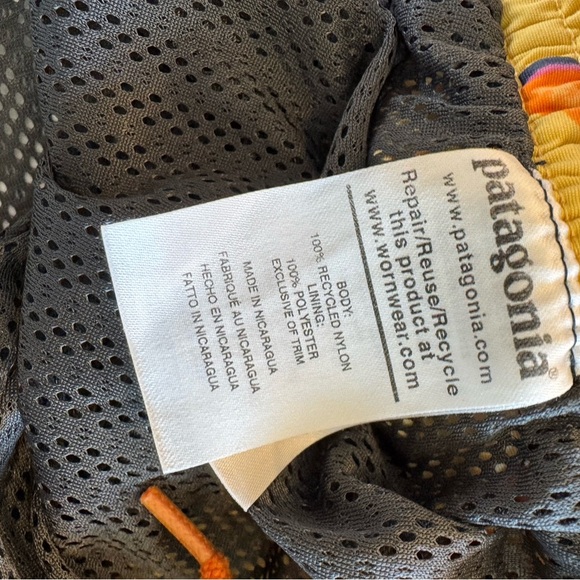 patagonia®
www.patagonia.com
Repair/Reuse/Recycle
this product at
www.wornwear.com
BODY:
100% RECYCLED NYLON
LINING:
100% POLYESTER
EXCLUSIVE OF TRIM
MADE IN NICARAGUA
FABRIQUÉ AU NICARAGUA
HECHO EN NICARAGUA
FATTO IN NICARAGUA